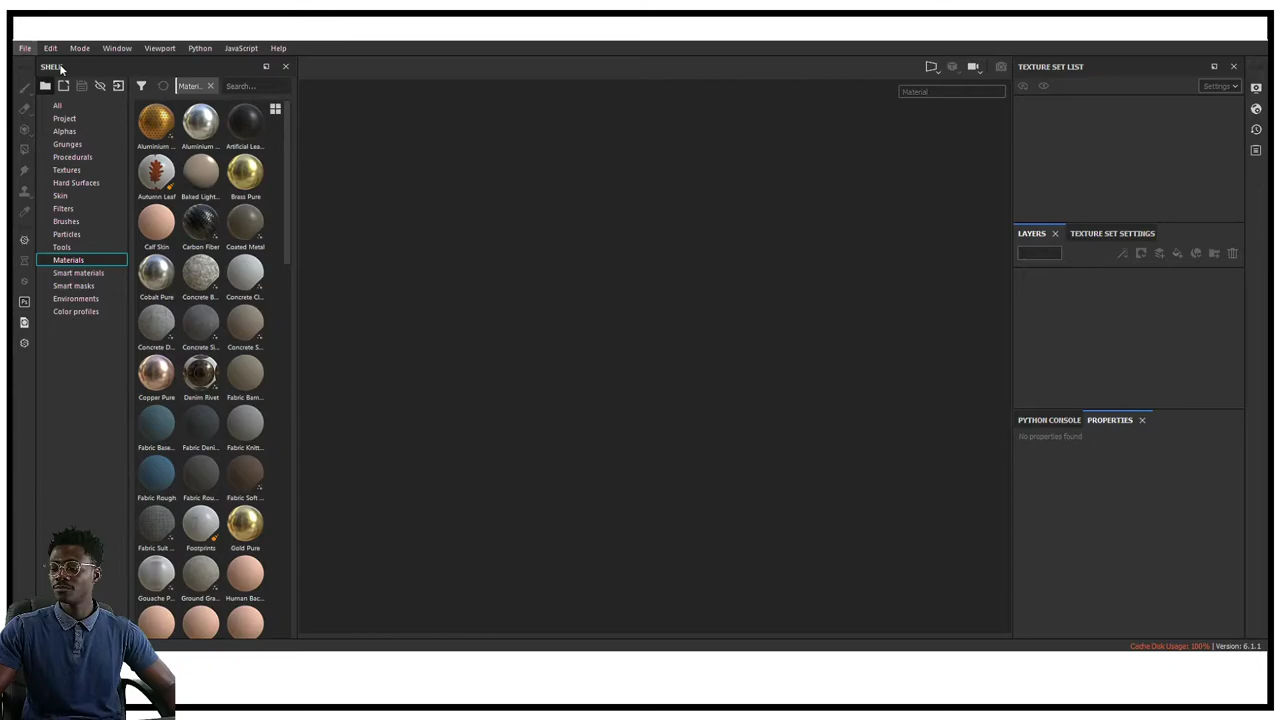 File Edit Mode Window Viewport Python JavaScript Help
SHELF
Materi...
Search...
All
Project
Alphas
Grunges
Procedurals
Textures
Hard Surfaces
Skin
Filters
Brushes
Particles
Tools
Materials
Smart materials
Smart masks
Environments
Color profiles
Aluminium ... Aluminium ... Artificial Lea...
Autumn Leaf Baked Light... Brass Pure
Calf Skin Carbon Fiber Coated Metal
Cobalt Pure Concrete B... Concrete Cl...
Concrete D... Concrete Si... Concrete S...
Copper Pure Denim Rivet Fabric Bam...
Fabric Base... Fabric Deni... Fabric Knitt...
Fabric Rough Fabric Rou... Fabric Soft ...
Fabric Suit ... Footprints Gold Pure
Gouache P... Ground Gra... Human Bac...
Material
TEXTURE SET LIST
Settings
LAYERS TEXTURE SET SETTINGS
PYTHON CONSOLE PROPERTIES
No properties found
Ps
Cache Disk Usage: 100% | Version: 6.1.1